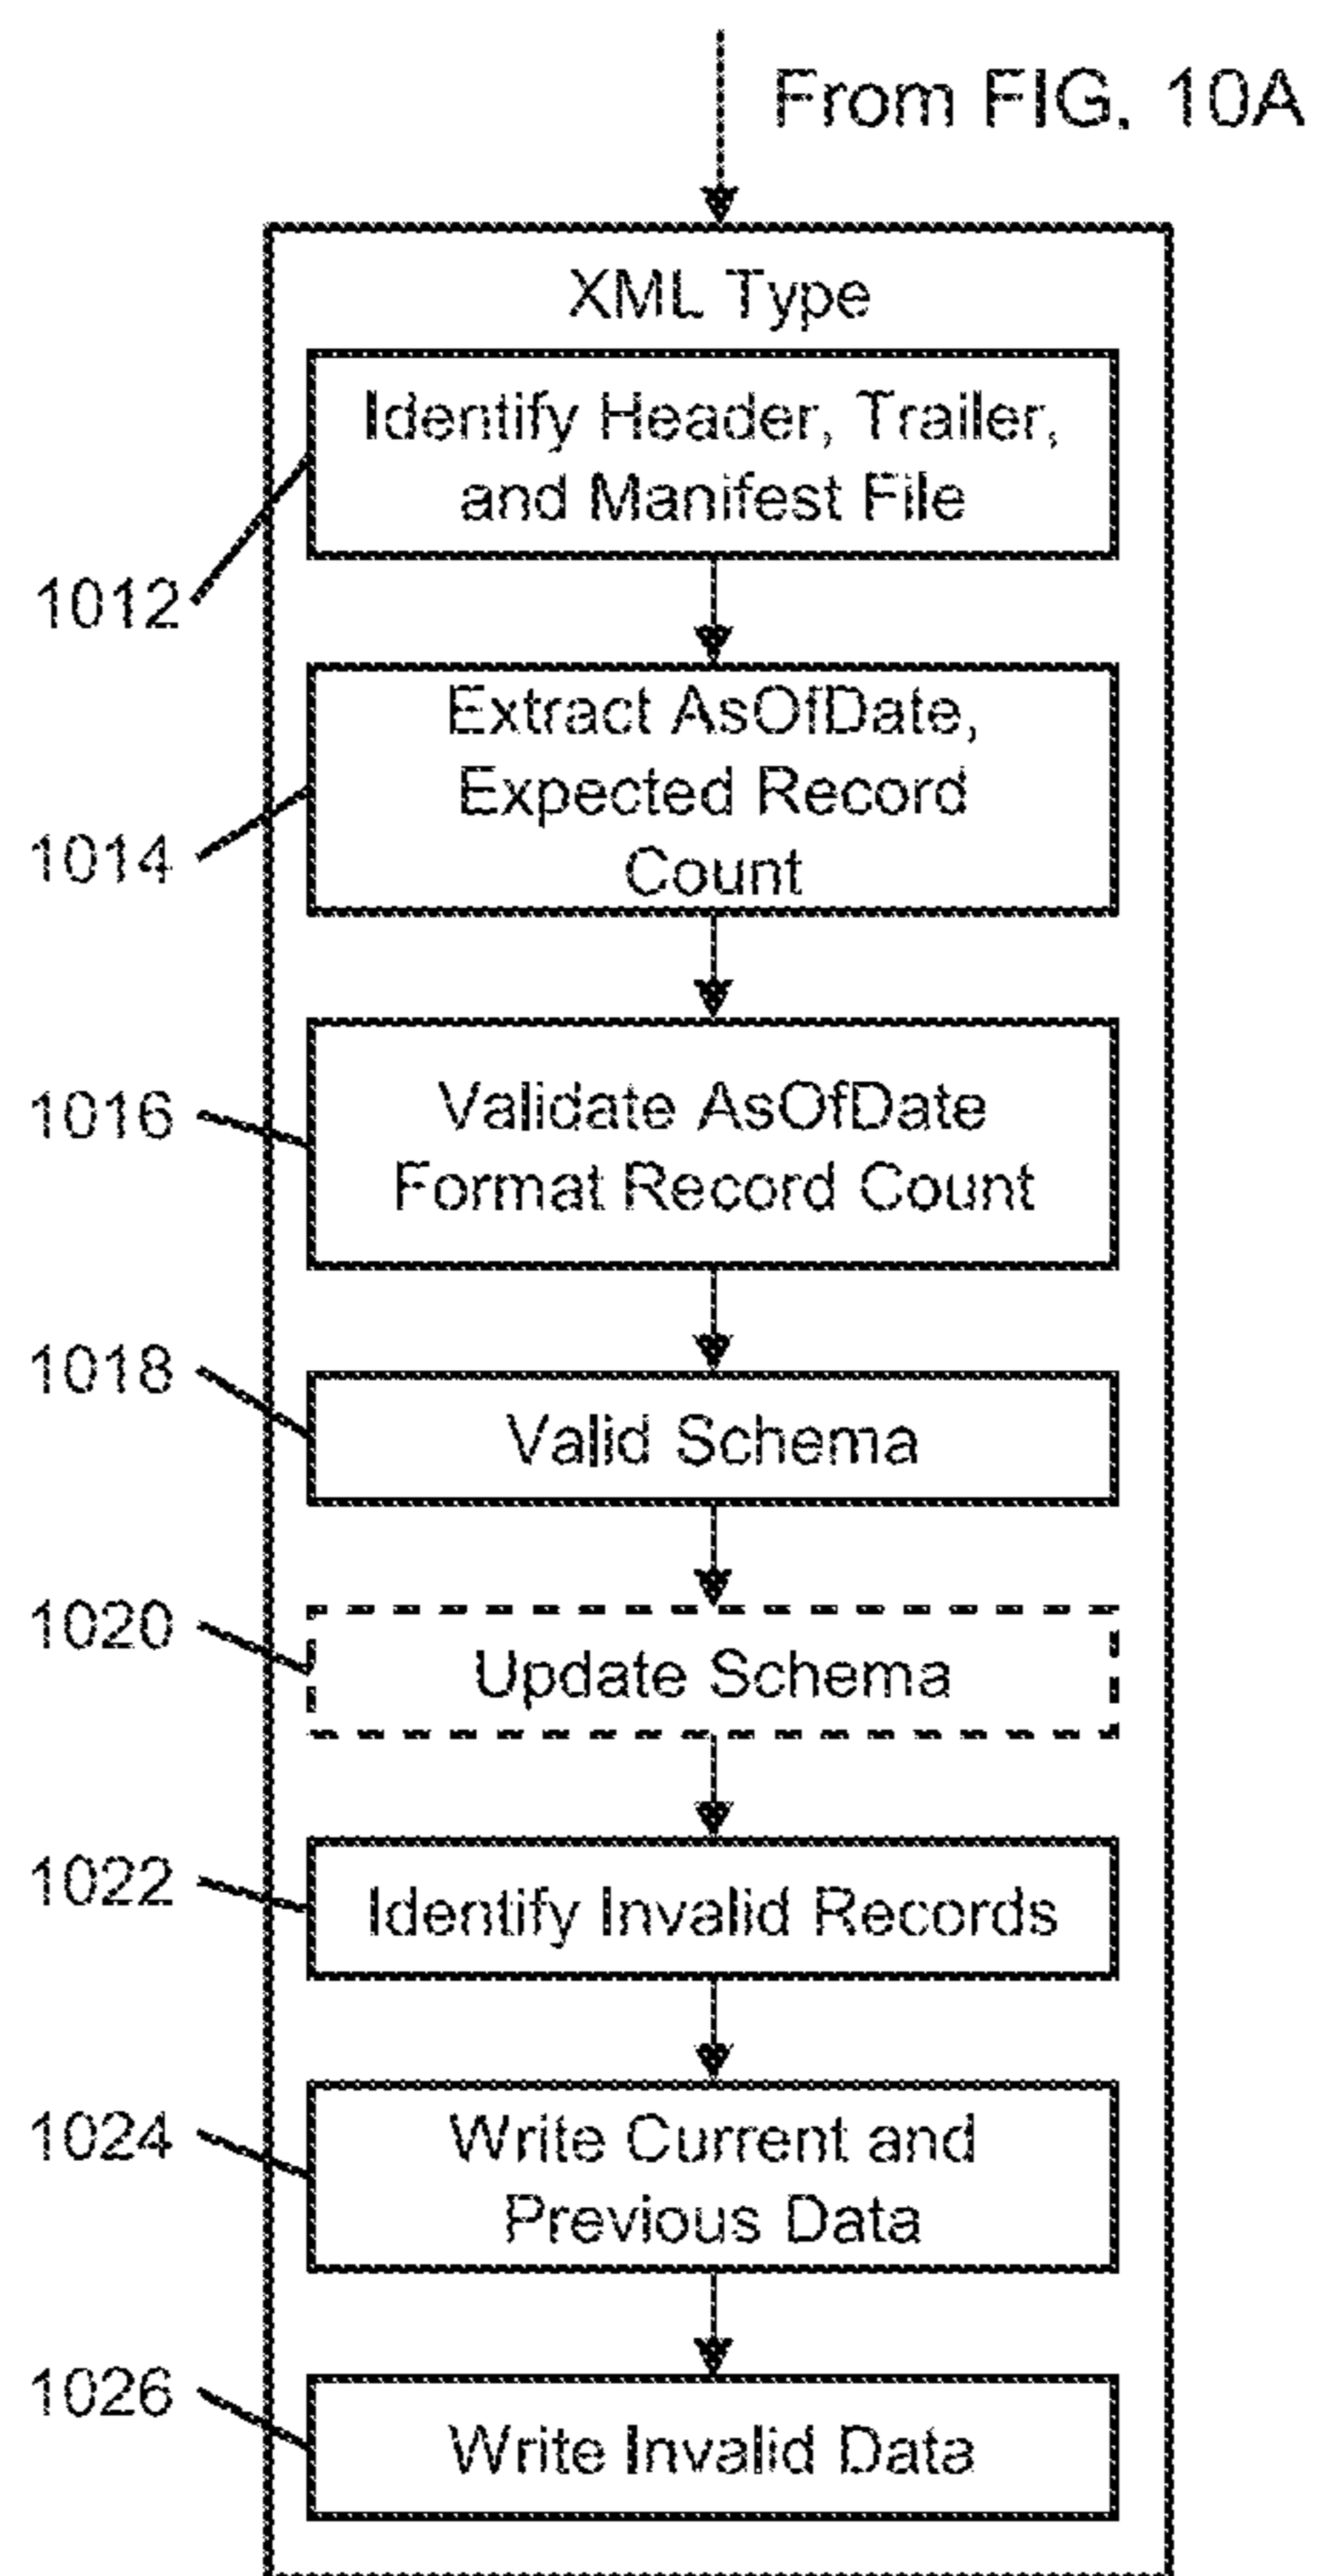 From FIG. 10A
XML Type
Identify Header, Trailer,
and Manifest File
1012
Extract AsOfDate,
Expected Record
Count
1014
Validate AsOfDate
Format Record Count
1016
1018
Valid Schema
1020
Update Schema
1022
Identify Invalid Records
1024
Write Current and
Previous Data
1026
Write Invalid Data